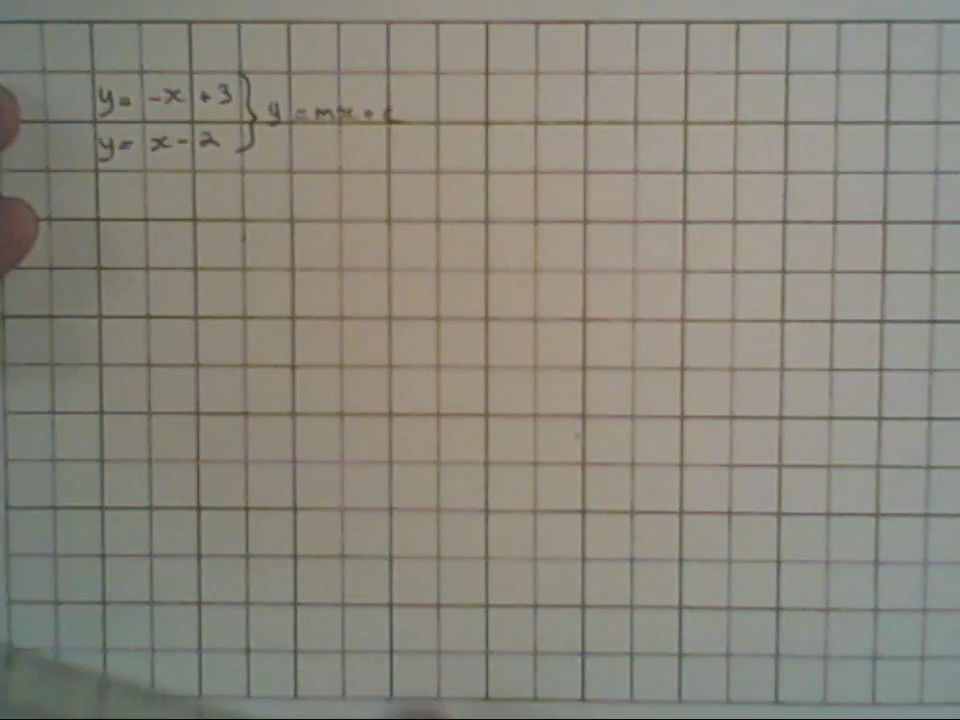 y = -x + 3
y = x - 2
y = mx + c